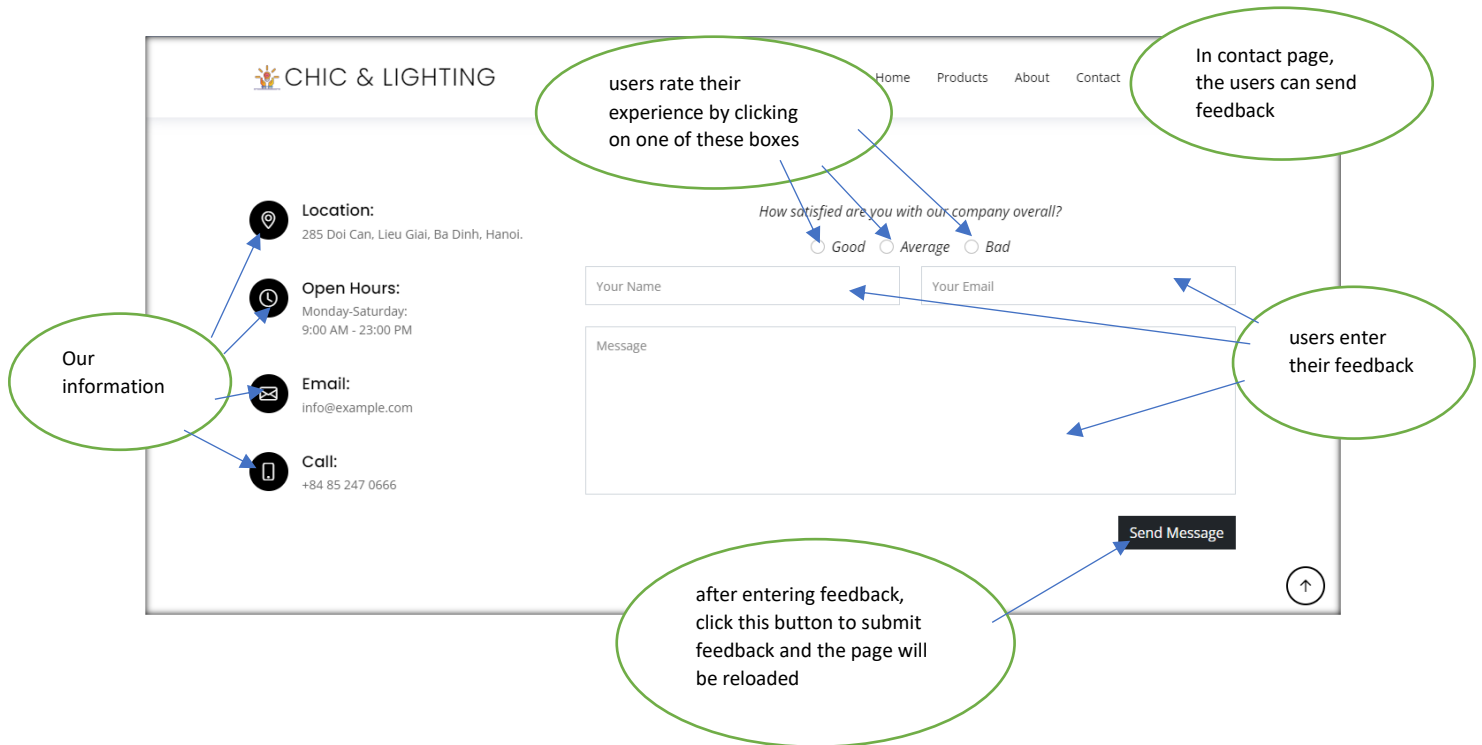 CHIC & LIGHTING
Home Products About Contact
users rate their
experience by clicking
on one of these boxes
In contact page,
the users can send
feedback
Location:
285 Doi Can, Lieu Giai, Ba Dinh, Hanoi.
Open Hours:
Monday-Saturday:
9:00 AM - 23:00 PM
Email:
info@example.com
Call:
+84 85 247 0666
Our
information
How satisfied are you with our company overall?
Good Average Bad
Your Name
Your Email
Message
users enter
their feedback
Send Message
after entering feedback,
click this button to submit
feedback and the page will
be reloaded